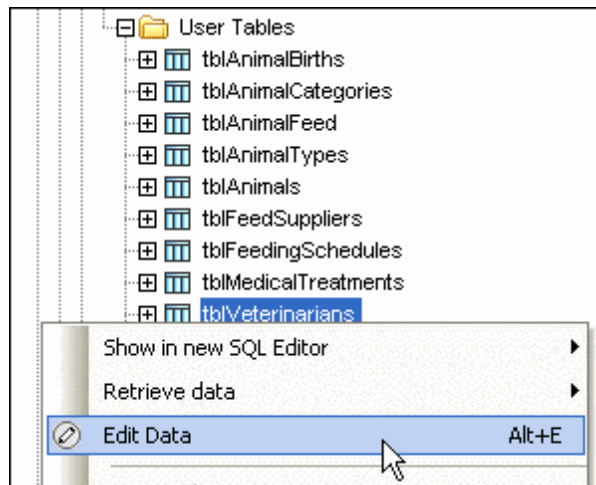 User Tables
tblAnimalBirths
tblAnimalCategories
tblAnimalFeed
tblAnimalTypes
tblAnimals
tblFeedSuppliers
tblFeedingSchedules
tblMedicalTreatments
tblVeterinarians
Show in new SQL Editor
Retrieve data
Edit Data Alt+E